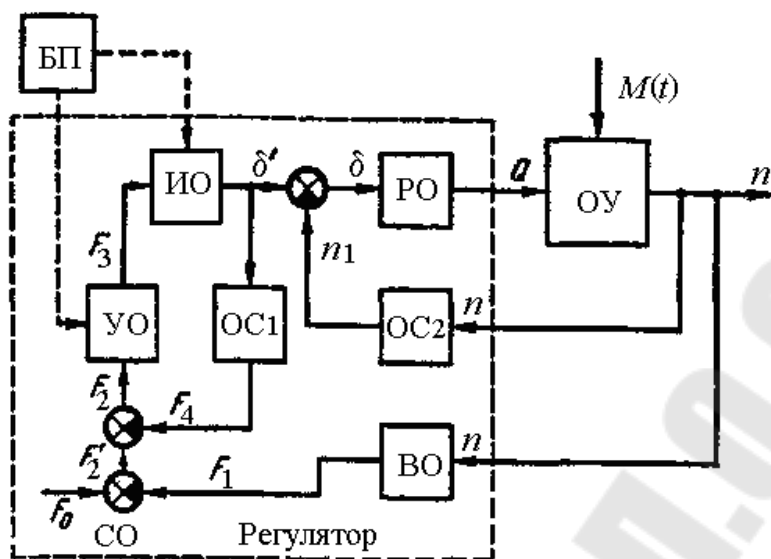 БП
M(t)
ИО
δ'
δ
РО
Q
ОУ
n
F₃
n₁
УО
ОС1
ОС2
n
F₂
F₄
F₂'
F₁
ВО
n
F₀
СО
Регулятор